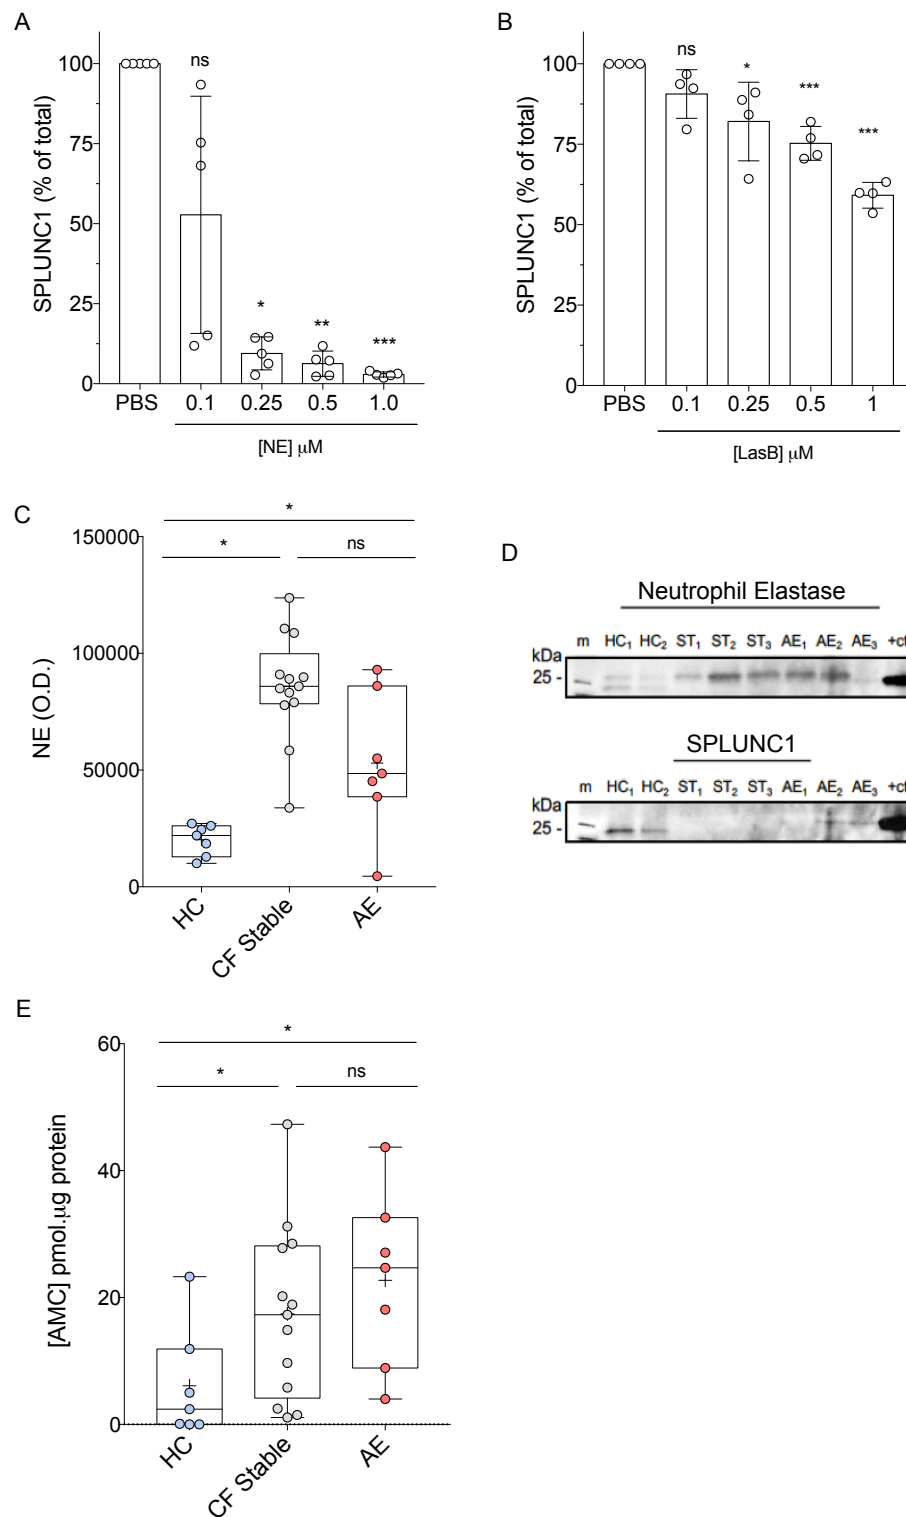 A
SPLUNC1 (% of total)
100
75
50
25
0
ns
*
**
***
PBS 0.1 0.25 0.5 1.0
[NE] μM
B
SPLUNC1 (% of total)
100
75
50
25
0
ns
*
***
***
PBS 0.1 0.25 0.5 1
[LasB] μM
C
NE (O.D.)
150000
100000
50000
0
*
*
ns
HC
CF Stable
AE
D
Neutrophil Elastase
m HC₁ HC₂ ST₁ ST₂ ST₃ AE₁ AE₂ AE₃ +ct
kDa
25 -
SPLUNC1
m HC₁ HC₂ ST₁ ST₂ ST₃ AE₁ AE₂ AE₃ +ct
kDa
25 -
E
[AMC] pmol.μg protein
60
40
20
0
*
*
ns
HC
CF Stable
AE